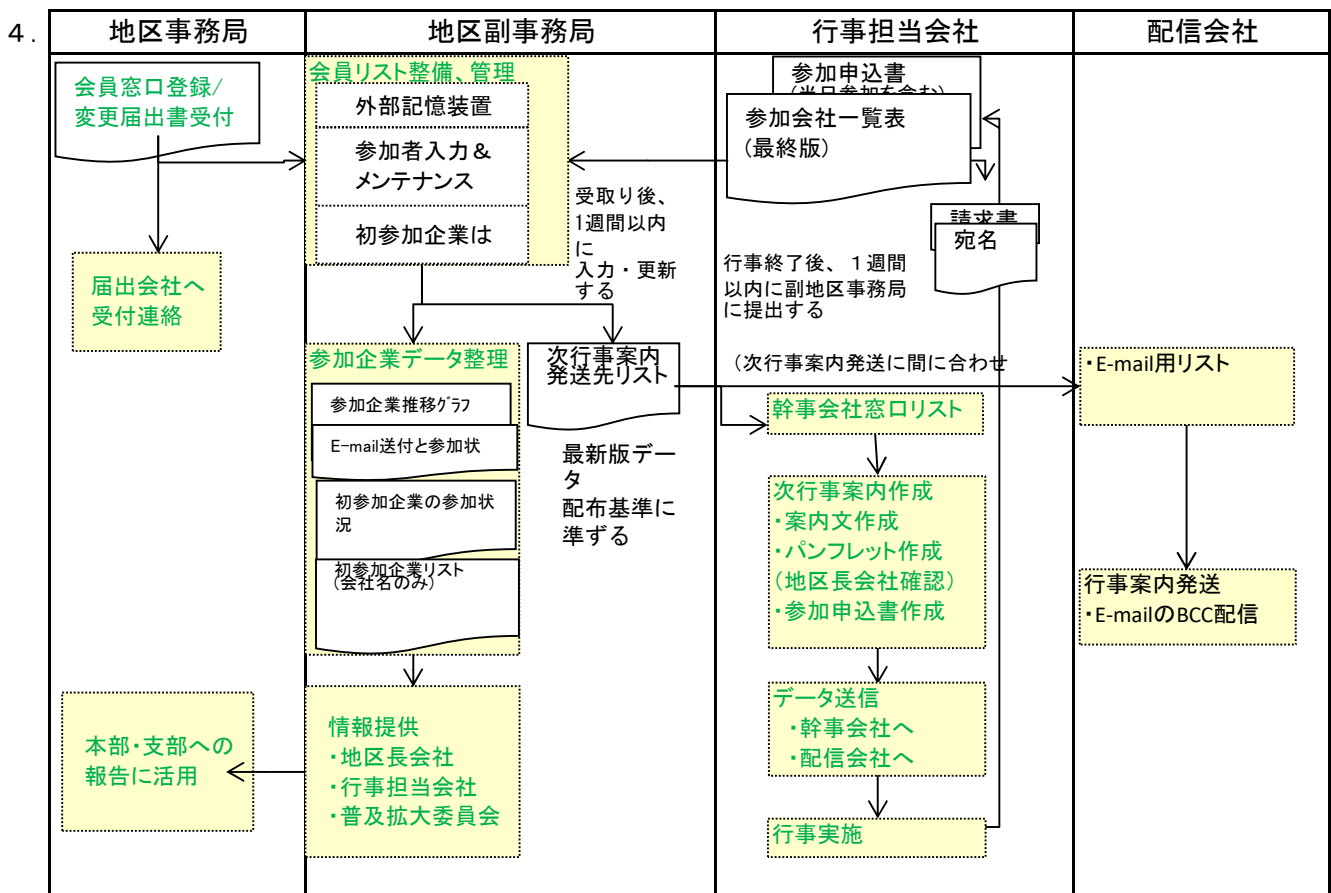 ４.
地区事務局
地区副事務局
行事担当会社
配信会社
会員窓口登録/
変更届出書受付
届出会社へ
受付連絡
本部・支部への
報告に活用
会員リスト整備、管理
外部記憶装置
参加者入力＆
メンテナンス
初参加企業は
受取り後、
1週間以内
に
入力・更新
する
参加企業データ整理
参加企業推移ｸﾞﾗﾌ
E-mail送付と参加状
初参加企業の参加状
況
初参加企業リスト
(会社名のみ)
次行事案内
発送先リスト
最新版デー
タ
配布基準に
準ずる
情報提供
・地区長会社
・行事担当会社
・普及拡大委員会
参加申込書
(当日参加を含む)
参加会社一覧表
(最終版)
請求書
宛名
行事終了後、１週間
以内に副地区事務局
に提出する
（次行事案内発送に間に合わせ
幹事会社窓口リスト
次行事案内作成
・案内文作成
・パンフレット作成
(地区長会社確認)
・参加申込書作成
データ送信
・幹事会社へ
・配信会社へ
行事実施
・E-mail用リスト
行事案内発送
・E-mailのBCC配信